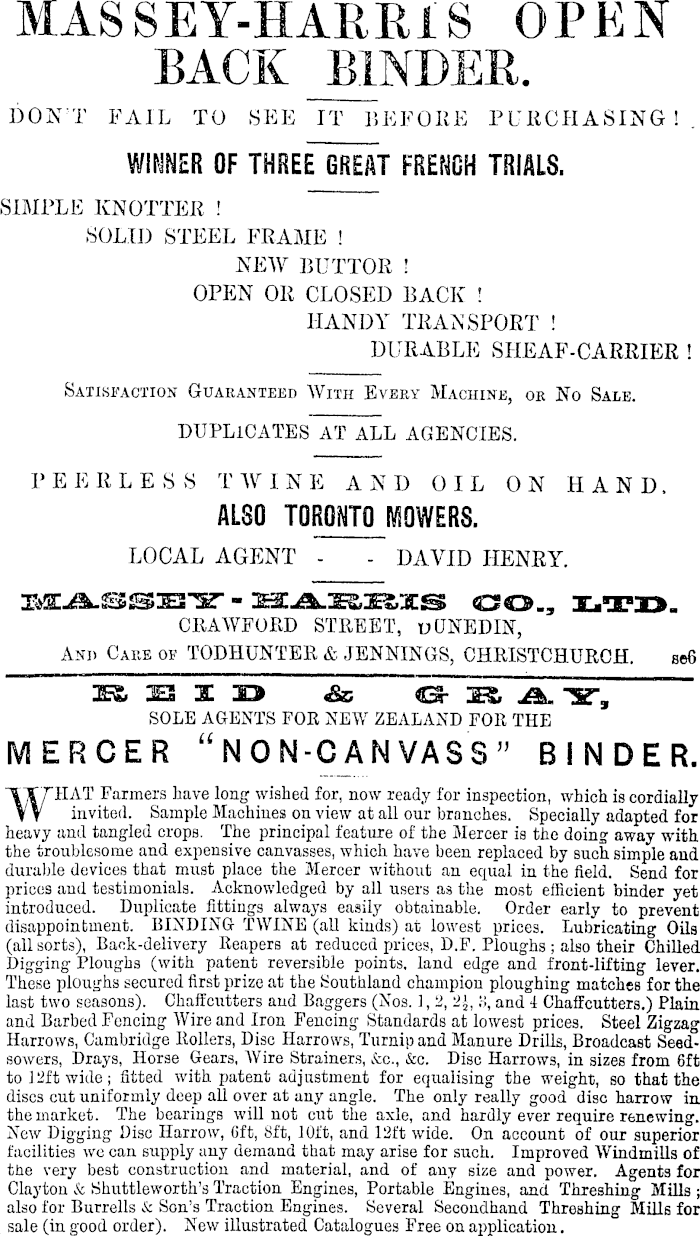 MASSEY-HARRIS OPEN
BACK BINDER.
DON'T FAIL TO SEE IT BEFORE PURCHASING!
WINNER OF THREE GREAT FRENCH TRIALS.
SIMPLE KNOTTER!
SOLID STEEL FRAME!
NEW BUTTOR!
OPEN OR CLOSED BACK!
HANDY TRANSPORT!
DURABLE SHEAF-CARRIER!
SATISFACTION GUARANTEED WITH EVERY MACHINE, OR NO SALE.
DUPLICATES AT ALL AGENCIES.
PEERLESS TWINE AND OIL ON HAND.
ALSO TORONTO MOWERS.
LOCAL AGENT - - DAVID HENRY.
MASSEY-HARRIS CO., LTD.
CRAWFORD STREET, DUNEDIN,
AND CARE OF TODHUNTER & JENNINGS, CHRISTCHURCH. se6
REID & GRAY,
SOLE AGENTS FOR NEW ZEALAND FOR THE
MERCER "NON-CANVASS" BINDER.
WHAT Farmers have long wished for, now ready for inspection, which is cordially
invited. Sample Machines on view at all our branches. Specially adapted for
heavy and tangled crops. The principal feature of the Mercer is the doing away with
the troublesome and expensive canvasses, which have been replaced by such simple and
durable devices that must place the Mercer without an equal in the field. Send for
prices and testimonials. Acknowledged by all users as the most efficient binder yet
introduced. Duplicate fittings always easily obtainable. Order early to prevent
disappointment. BINDING TWINE (all kinds) at lowest prices. Lubricating Oils
(all sorts), Back-delivery Reapers at reduced prices, D.F. Ploughs; also their Chilled
Digging Ploughs (with patent reversible points, land edge and front-lifting lever.
These ploughs secured first prize at the Southland champion ploughing matches for the
last two seasons). Chaffcutters and Baggers (Nos. 1, 2, 2½, 3, and 4 Chaffcutters.) Plain
and Barbed Fencing Wire and Iron Fencing Standards at lowest prices. Steel Zigzag
Harrows, Cambridge Rollers, Disc Harrows, Turnip and Manure Drills, Broadcast Seed-
sowers, Drays, Horse Gears, Wire Strainers, &c., &c. Disc Harrows, in sizes from 6ft
to 12ft wide; fitted with patent adjustment for equalising the weight, so that the
discs cut uniformly deep all over at any angle. The only really good disc harrow in
the market. The bearings will not cut the axle, and hardly ever require renewing.
New Digging Disc Harrow, 6ft, 8ft, 10ft, and 12ft wide. On account of our superior
facilities we can supply any demand that may arise for such. Improved Windmills of
the very best construction and material, and of any size and power. Agents for
Clayton & Shuttleworth's Traction Engines, Portable Engines, and Threshing Mills;
also for Burrells & Son's Traction Engines. Several Secondhand Threshing Mills for
sale (in good order). New illustrated Catalogues Free on application.